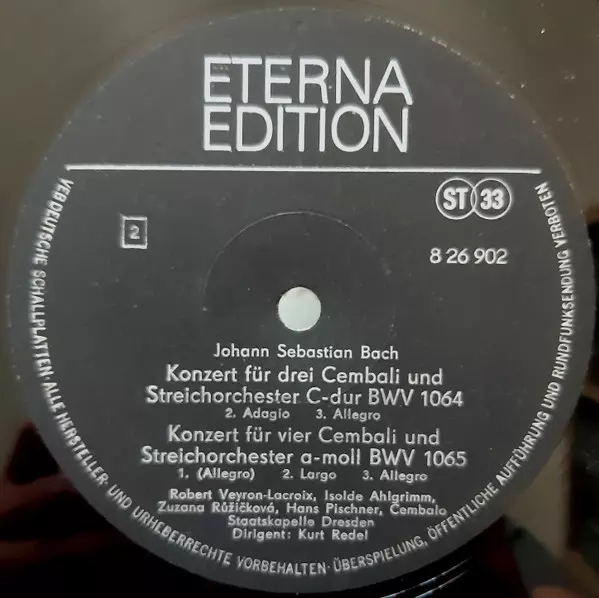 ETERNA
EDITION
ST 33
2
8 26 902
Johann Sebastian Bach
Konzert für drei Cembali und
Streichorchester C-dur BWV 1064
2. Adagio 3. Allegro
Konzert für vier Cembali und
Streichorchester a-moll BWV 1065
1. (Allegro) 2. Largo 3. Allegro
Robert Veyron-Lacroix, Isolde Ahlgrimm,
Zuzana Růžičková, Hans Pischner, Cembalo
Staatskapelle Dresden
Dirigent: Kurt Redel
VEB DEUTSCHE SCHALLPLATTEN · ALLE HERSTELLER- UND URHEBERRECHTE VORBEHALTEN · ÜBERSPIELUNG, ÖFFENTLICHE AUFFÜHRUNG UND RUNDFUNKSENDUNG VERBOTEN